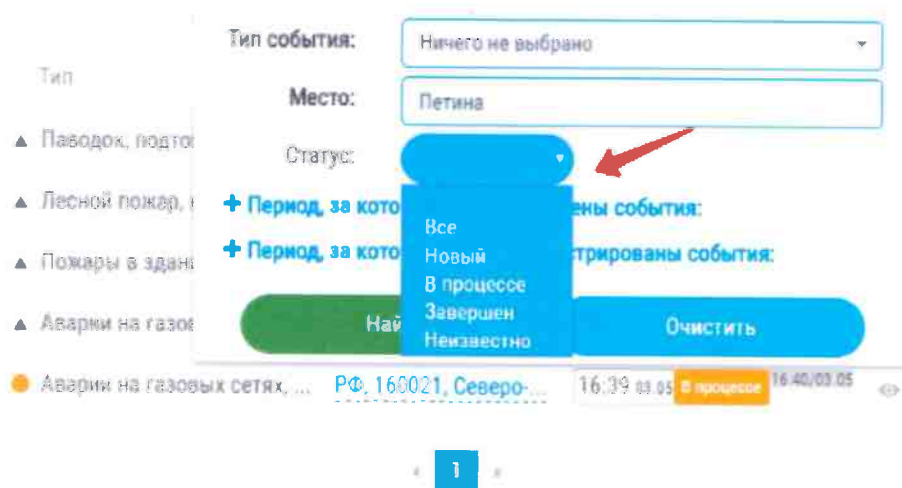 Тип события:
Ничего не выбрано
Тип
Место:
Петина
Паводок, подто
Статус:
Лесной пожар,
Период, за кото
ены события:
Все
Новый
В процессе
Завершен
Неизвестно
Пожары в здан
Период, за кото
стрированы события:
Аварии на газов
Най
Очистить
Аварии на газовых сетях, ...
РФ, 160021, Северо-...
16:39 03.05
В процессе
16:40/03.05
1